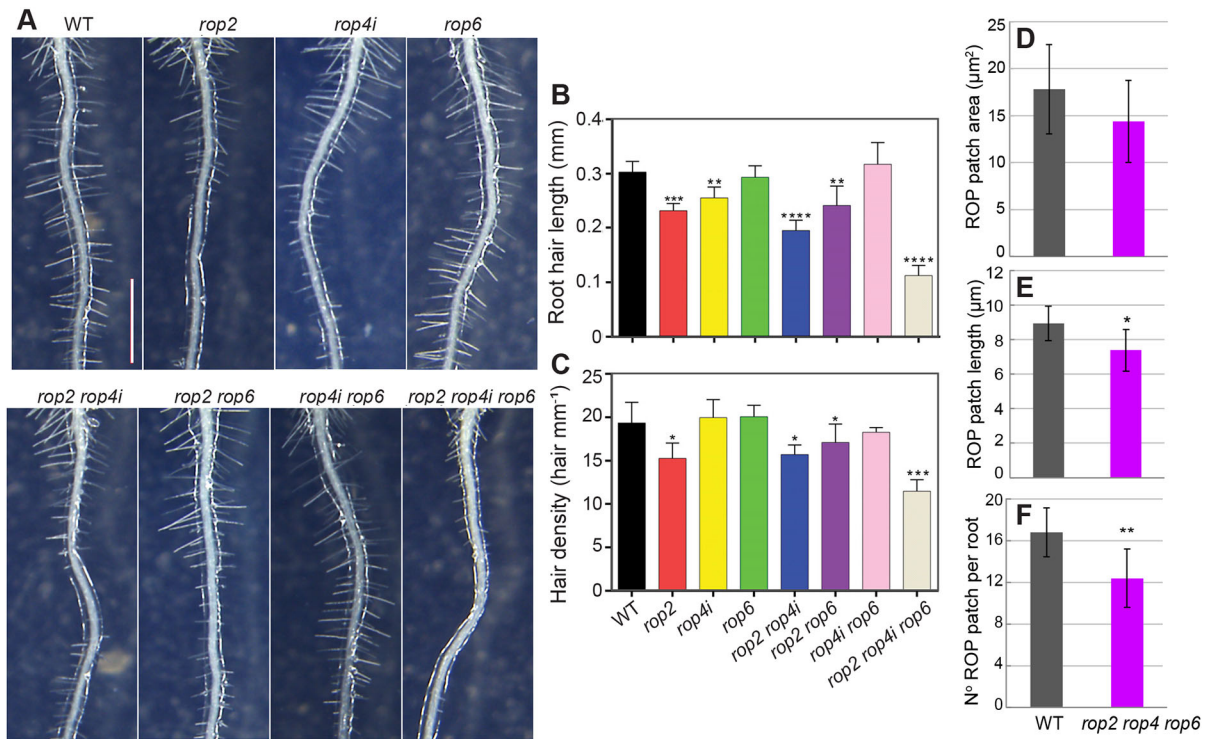 A
WT
rop2
rop4i
rop6
rop2 rop4i
rop2 rop6
rop4i rop6
rop2 rop4i rop6
B
Root hair length (mm)
0.4
0.3
0.2
0.1
0
***
**
****
**
****
C
Hair density (hair mm⁻¹)
25
20
15
10
5
0
*
*
*
***
WT
rop2
rop4i
rop6
rop2 rop4i
rop2 rop6
rop4i rop6
rop2 rop4i rop6
D
ROP patch area (µm²)
25
20
15
10
5
0
E
ROP patch length (µm)
12
10
8
6
4
2
0
*
F
Nº ROP patch per root
16
12
8
4
0
**
WT
rop2 rop4 rop6